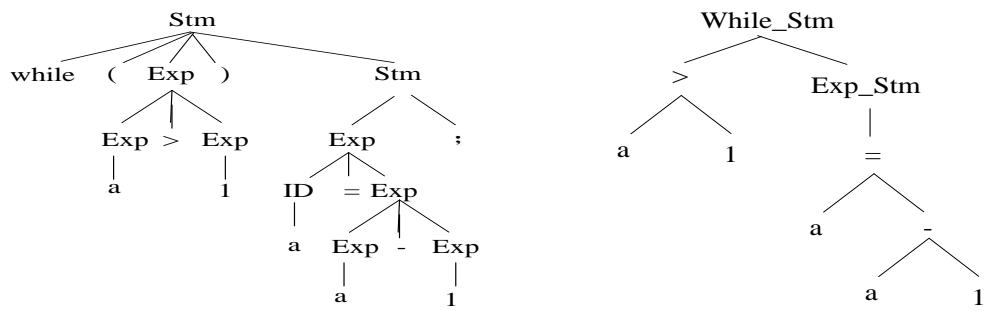 Stm
while ( Exp ) Stm
Exp > Exp Exp ;
a 1 ID = Exp
a Exp - Exp
a 1
While_Stm
> Exp_Stm
a 1 =
a -
a 1